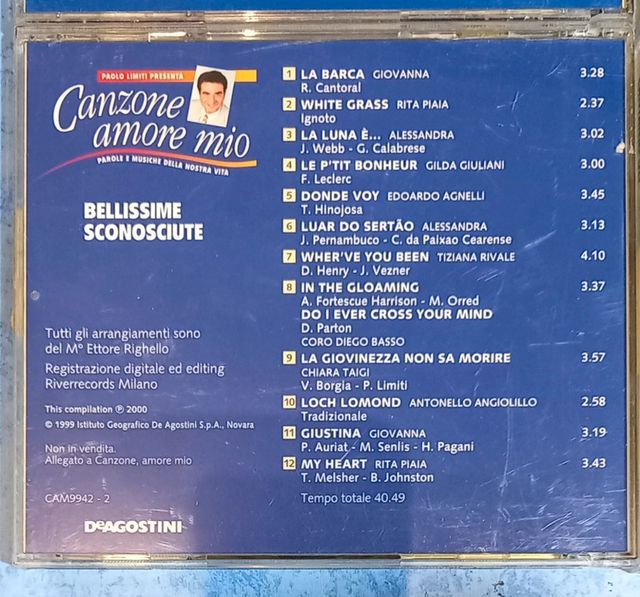 PAOLO LIMITI PRESENTA
Canzone
amore mio
PAROLE E MUSICHE DELLA NOSTRA VITA
BELLISSIME
SCONOSCIUTE
Tutti gli arrangiamenti sono
del M° Ettore Righello
Registrazione digitale ed editing
Riverrecords Milano
This compilation ℗ 2000
© 1999 Istituto Geografico De Agostini S.p.A., Novara
Non in vendita.
Allegato a Canzone, amore mio
CAM9942 - 2
DeAGOSTINI
1 LA BARCA GIOVANNA 3.28
R. Cantoral
2 WHITE GRASS RITA PIAIA 2.37
Ignoto
3 LA LUNA È... ALESSANDRA 3.02
J. Webb - G. Calabrese
4 LE P'TIT BONHEUR GILDA GIULIANI 3.00
F. Leclerc
5 DONDE VOY EDOARDO AGNELLI 3.45
T. Hinojosa
6 LUAR DO SERTÃO ALESSANDRA 3.13
J. Pernambuco - C. da Paixao Cearense
7 WHER'VE YOU BEEN TIZIANA RIVALE 4.10
D. Henry - J. Vezner
8 IN THE GLOAMING 3.37
A. Fortescue Harrison - M. Orred
DO I EVER CROSS YOUR MIND
D. Parton
CORO DIEGO BASSO
9 LA GIOVINEZZA NON SA MORIRE 3.57
CHIARA TAIGI
V. Borgia - P. Limiti
10 LOCH LOMOND ANTONELLO ANGIOLILLO 2.58
Tradizionale
11 GIUSTINA GIOVANNA 3.19
P. Auriat - M. Senlis - H. Pagani
12 MY HEART RITA PIAIA 3.43
T. Melsher - B. Johnston
Tempo totale 40.49